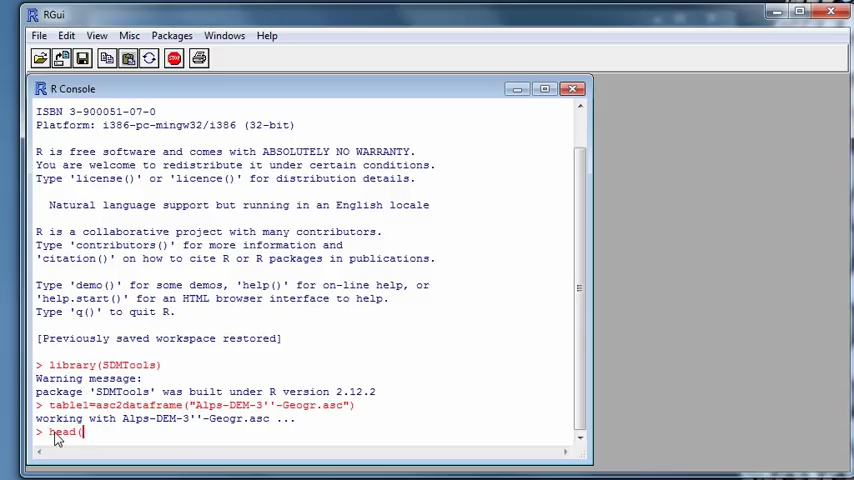 RGui
File Edit View Misc Packages Windows Help
R Console
ISBN 3-900051-07-0
Platform: i386-pc-mingw32/i386 (32-bit)
R is free software and comes with ABSOLUTELY NO WARRANTY.
You are welcome to redistribute it under certain conditions.
Type 'license()' or 'licence()' for distribution details.
Natural language support but running in an English locale
R is a collaborative project with many contributors.
Type 'contributors()' for more information and
'citation()' on how to cite R or R packages in publications.
Type 'demo()' for some demos, 'help()' for on-line help, or
'help.start()' for an HTML browser interface to help.
Type 'q()' to quit R.
[Previously saved workspace restored]
> library(SDMTools)
Warning message:
package 'SDMTools' was built under R version 2.12.2
> table1=asc2dataframe("Alps-DEM-3''-Geogr.asc")
working with Alps-DEM-3''-Geogr.asc ...
> head(